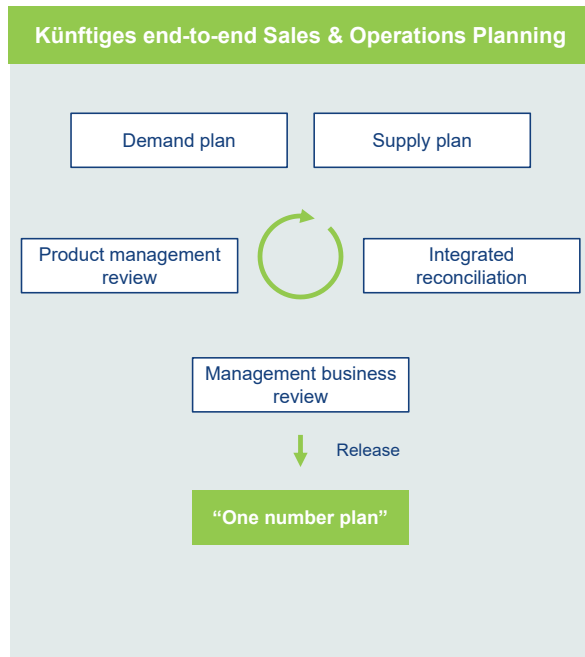 Künftiges end-to-end Sales & Operations Planning
Demand plan
Supply plan
Product management
review
Integrated
reconciliation
Management business
review
Release
“One number plan”